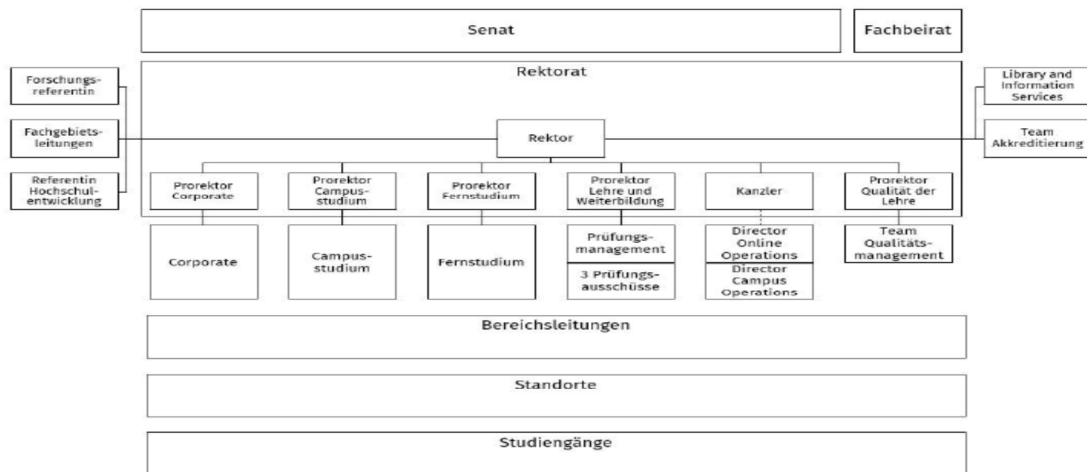 Senat
Fachbeirat
Rektorat
Forschungs-
referentin
Fachgebiets-
leitungen
Referentin
Hochschul-
entwicklung
Library and
Information
Services
Team
Akkreditierung
Rektor
Prorektor
Corporate
Prorektor
Campus-
studium
Prorektor
Fernstudium
Prorektor
Lehre und
Weiterbildung
Kanzler
Prorektor
Qualität der
Lehre
Corporate
Campus-
studium
Fernstudium
Prüfungs-
management
3 Prüfungs-
ausschüsse
Director
Online
Operations
Director
Campus
Operations
Team
Qualitäts-
management
Bereichsleitungen
Standorte
Studiengänge